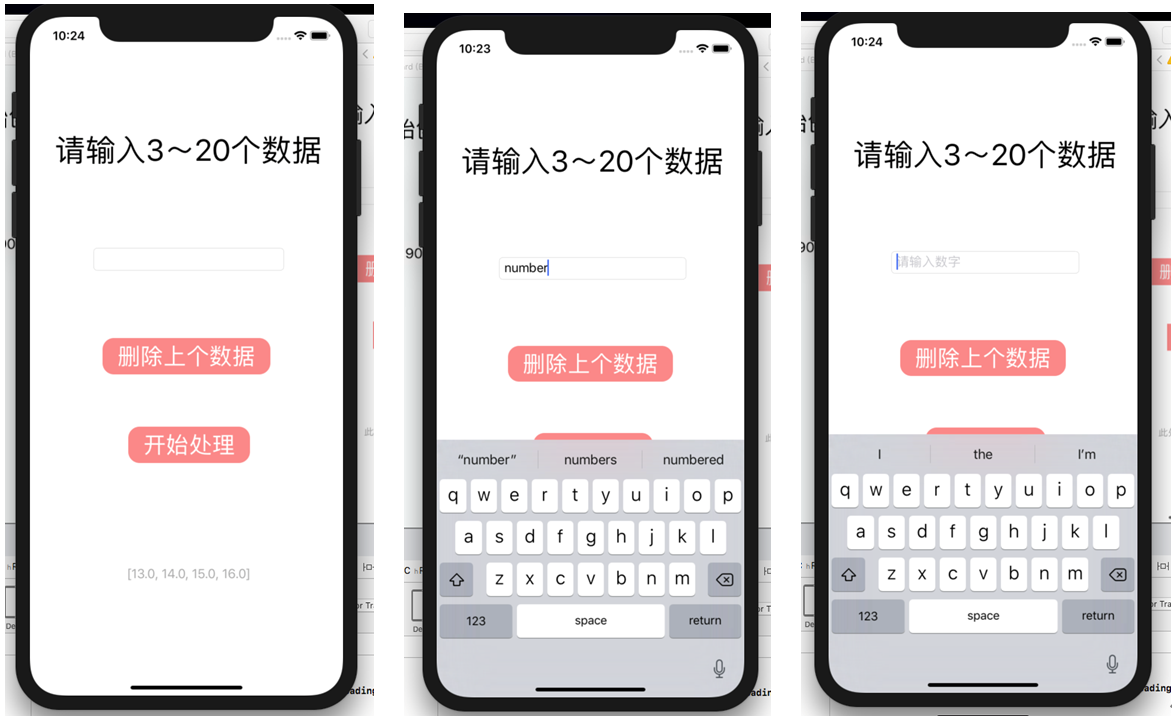 10:24
请输入3～20个数据
删除上个数据
开始处理
[13.0, 14.0, 15.0, 16.0]
10:23
请输入3～20个数据
90
number
删除上个数据
“number” numbers numbered
q w e r t y u i o p
a s d f g h j k l
z x c v b n m
123 space return
10:24
请输入3～20个数据
请输入数字
删除上个数据
I the I’m
q w e r t y u i o p
a s d f g h j k l
z x c v b n m
123 space return